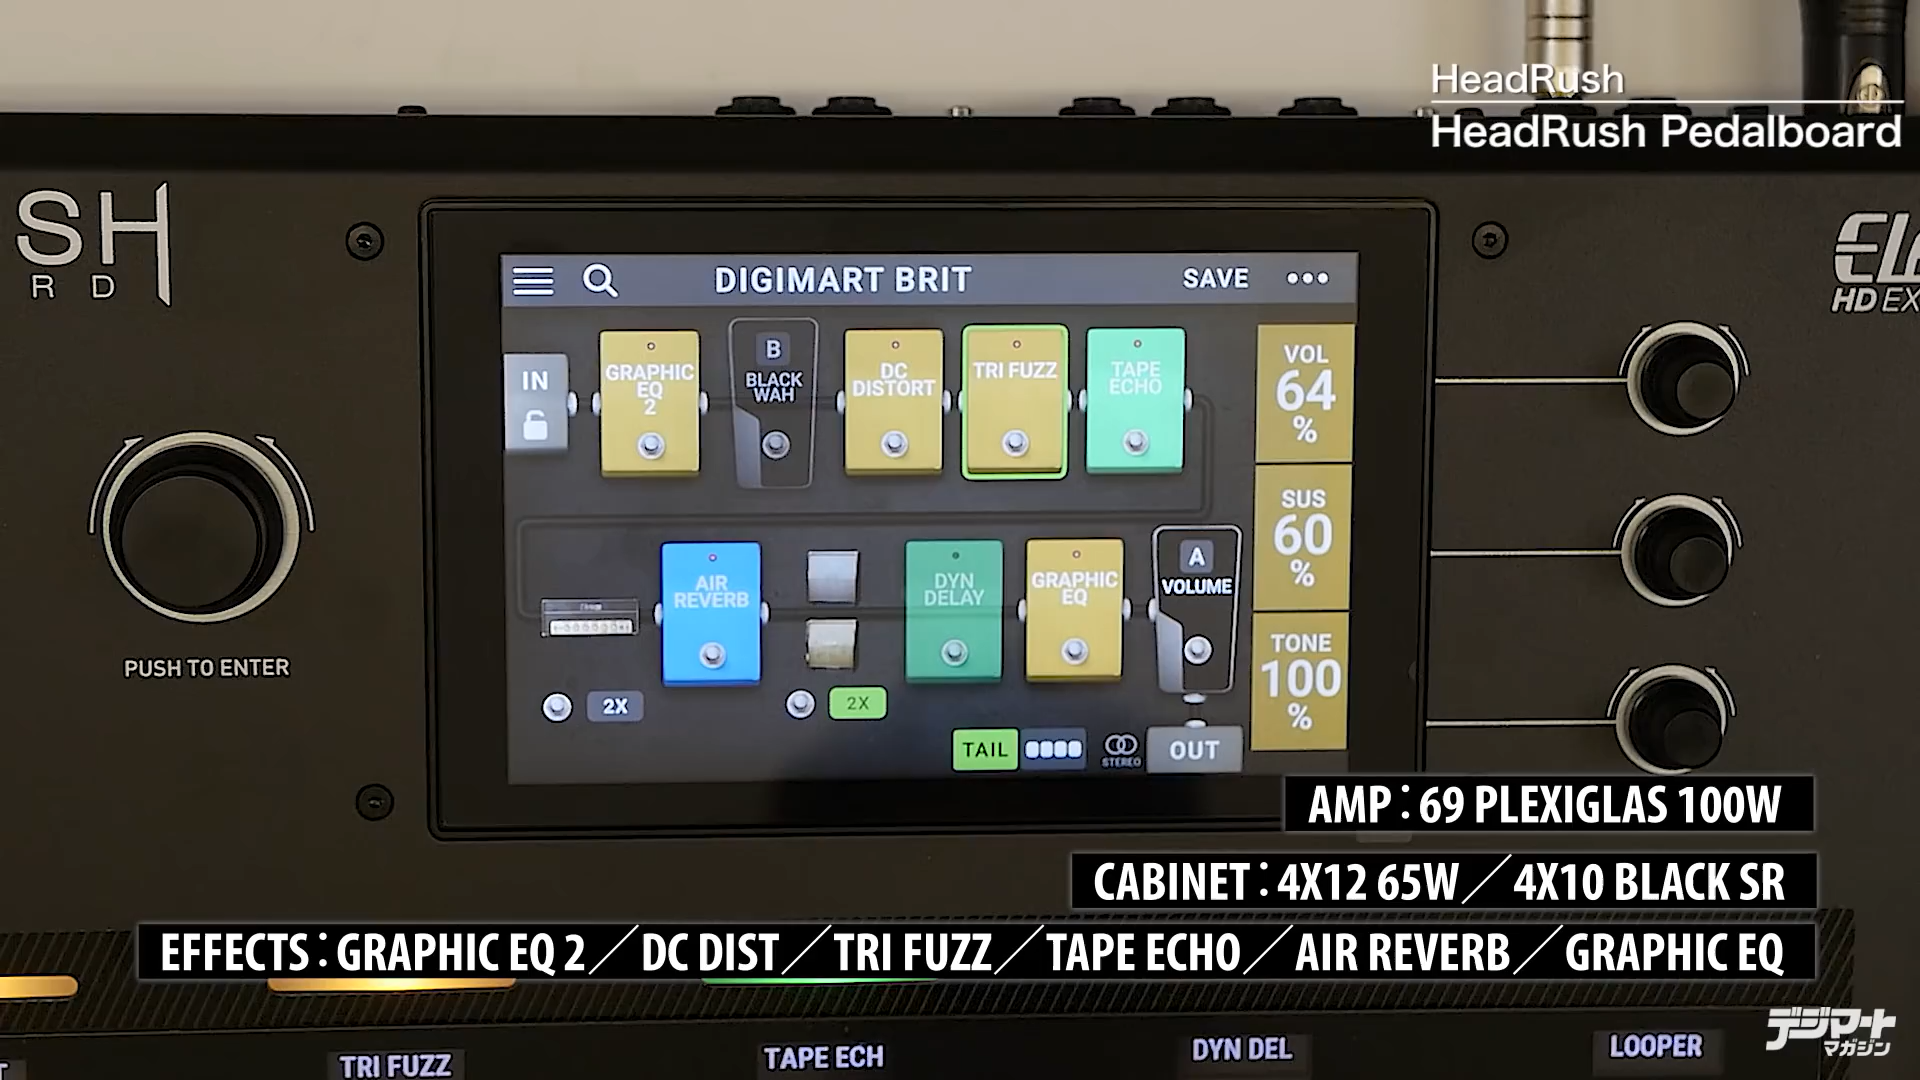 HeadRush
HeadRush Pedalboard
SH
RD
HD EX
DIGIMART BRIT
SAVE
IN
GRAPHIC
EQ
2
B
BLACK
WAH
DC
DISTORT
TRI FUZZ
TAPE
ECHO
VOL
64
%
SUS
60
%
TONE
100
%
AIR
REVERB
DYN
DELAY
GRAPHIC
EQ
A
VOLUME
2X
2X
TAIL
STEREO
OUT
PUSH TO ENTER
AMP：69 PLEXIGLAS 100W
CABINET：4X12 65W／4X10 BLACK SR
EFFECTS：GRAPHIC EQ 2／DC DIST／TRI FUZZ／TAPE ECHO／AIR REVERB／GRAPHIC EQ
TRI FUZZ
TAPE ECH
DYN DEL
LOOPER
デジマート
マガジン